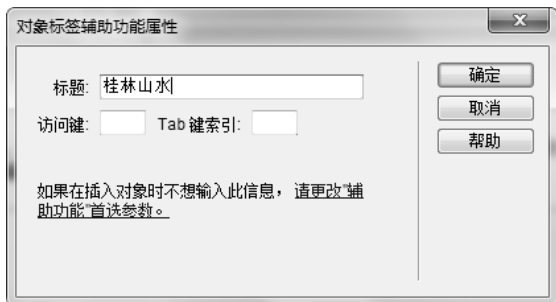 对象标签辅助功能属性
标题: 桂林山水
访问键: Tab 键索引:
如果在插入对象时不想输入此信息，请更改"辅
助功能"首选参数。
确定
取消
帮助